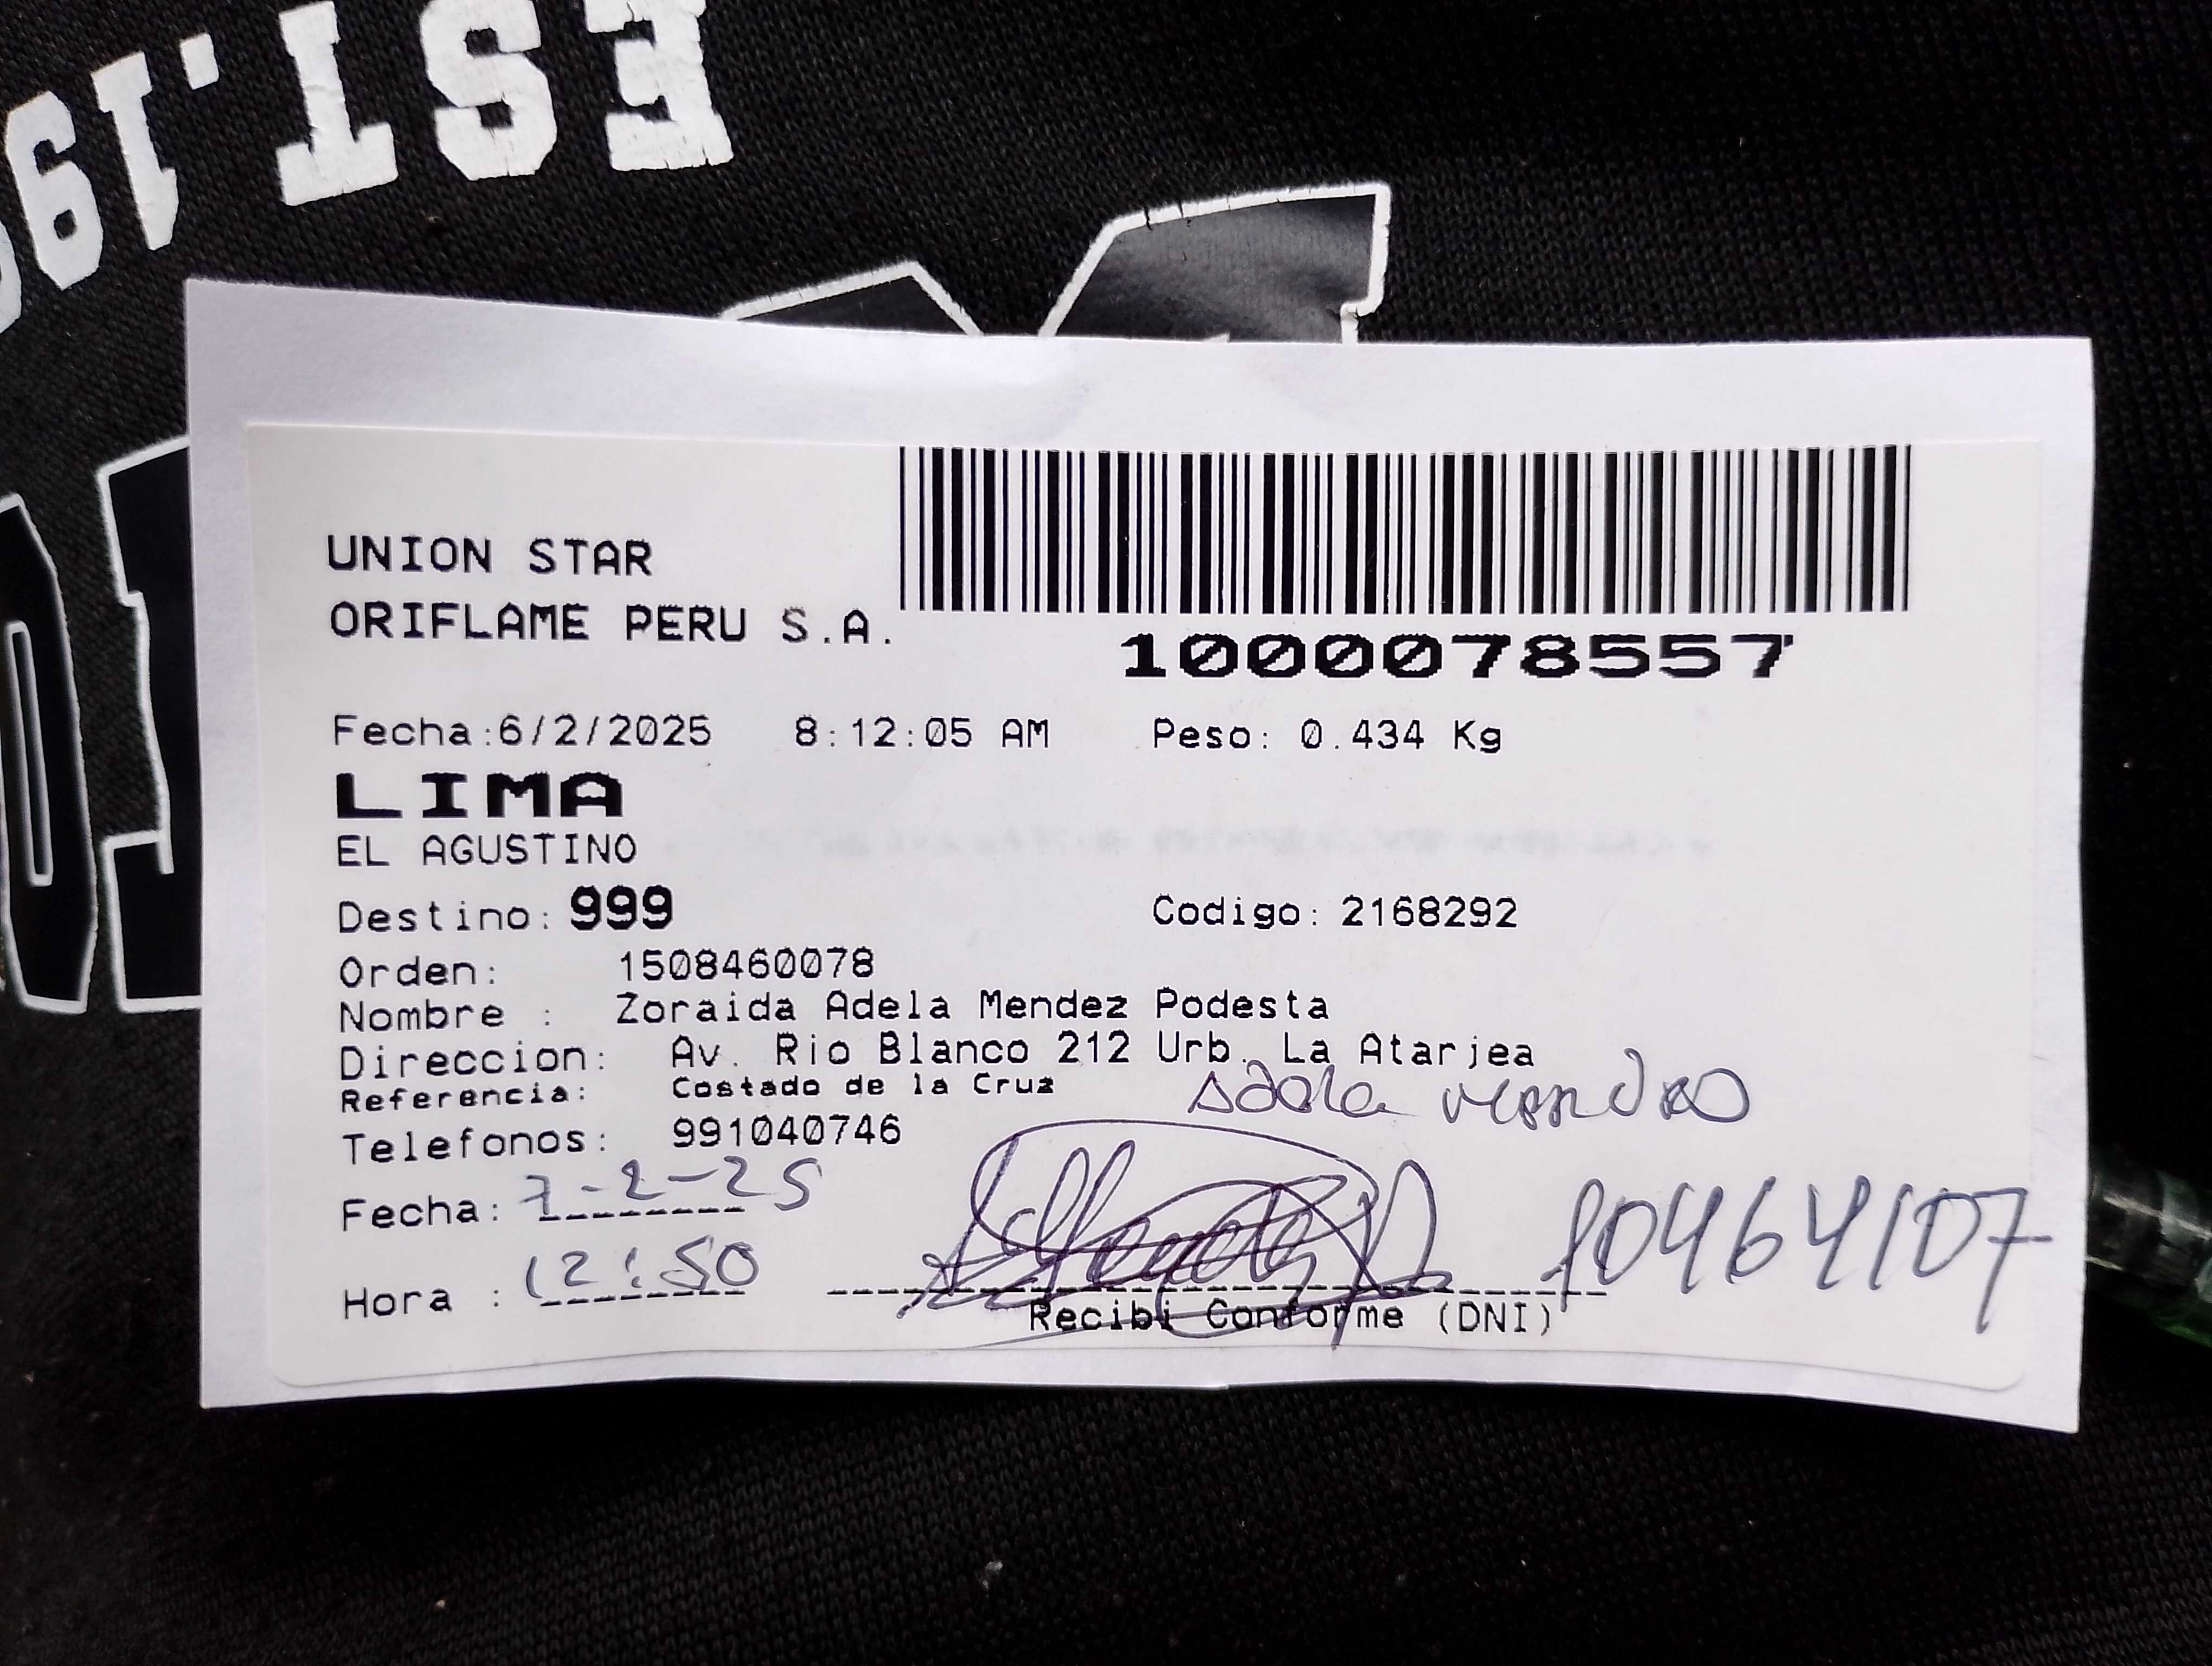 EST.19
UNION STAR
ORIFLAME PERU S.A.
1000078557
Fecha:6/2/2025 8:12:05 AM Peso: 0.434 Kg
LIMA
EL AGUSTINO
Destino: 999 Codigo: 2168292
Orden: 1508460078
Nombre : Zoraida Adela Mendez Podesta
Direccion: Av. Rio Blanco 212 Urb. La Atarjea
Referencia: Costado de la Cruz
Telefonos: 991040746
Fecha: 7-2-25
Hora : 12:50
10464107
Recibi Conforme (DNI)